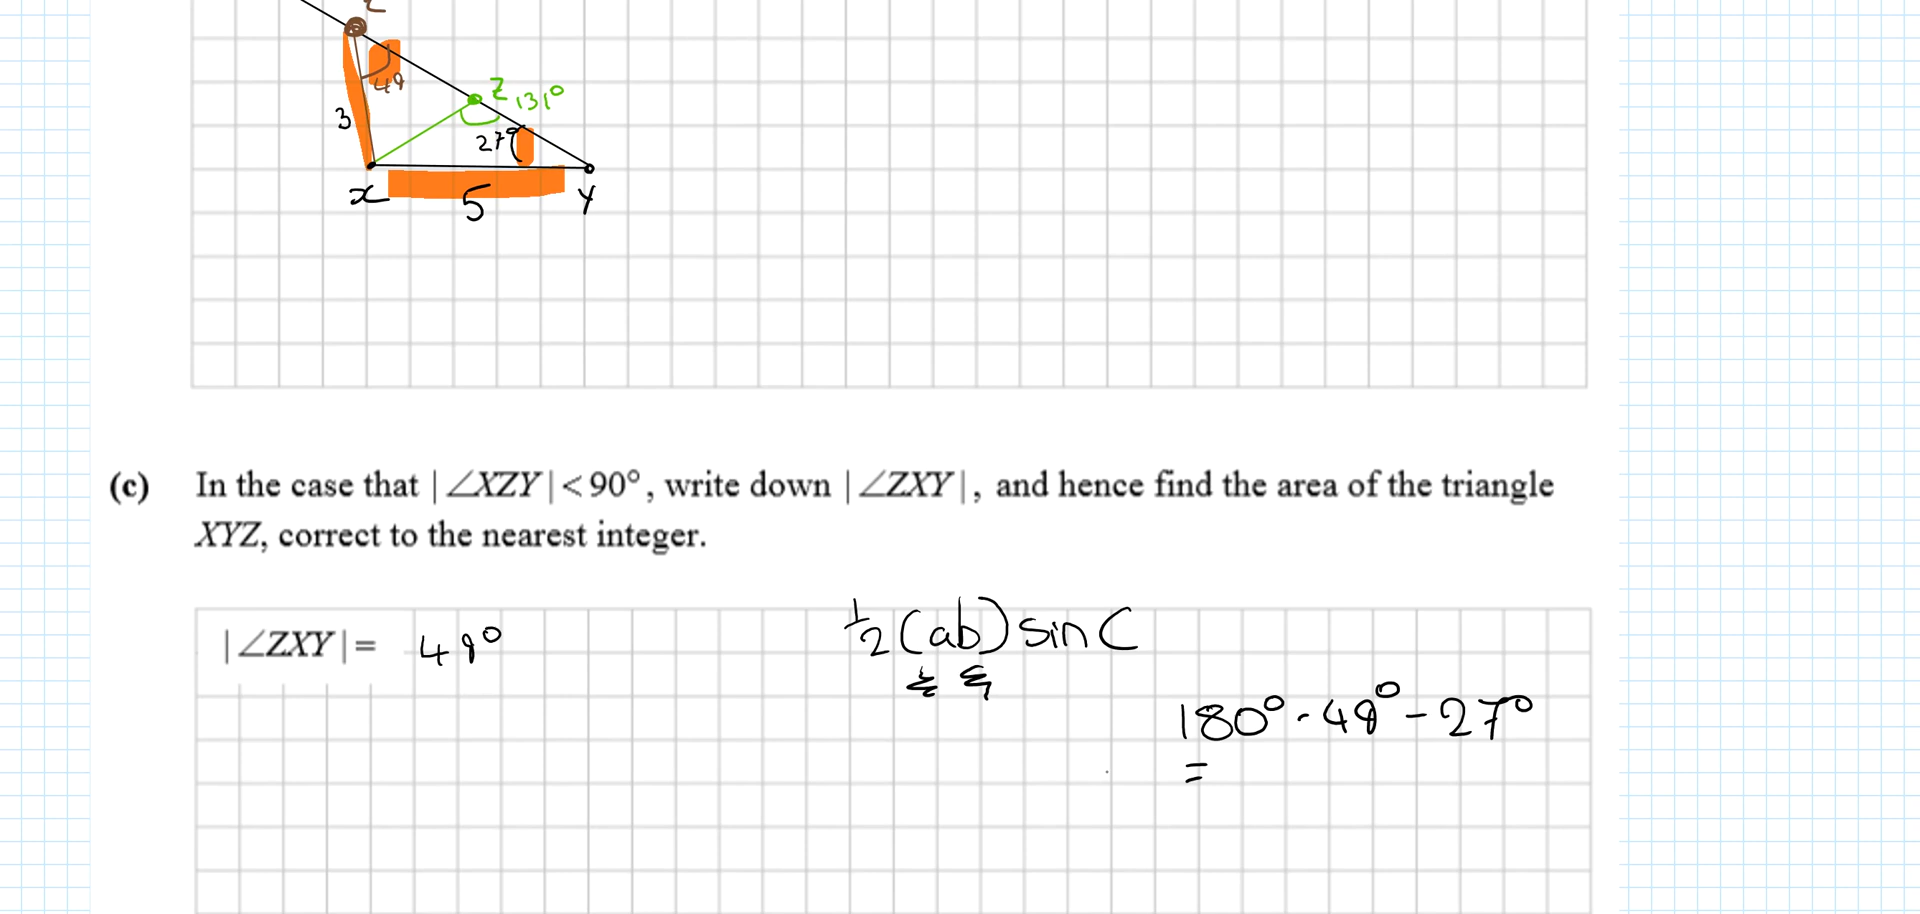 49
Z 131°
3
27°
x 5 Y
(c) In the case that |∠XZY| < 90°, write down |∠ZXY|, and hence find the area of the triangle
XYZ, correct to the nearest integer.
|∠ZXY| = 49°
½(ab) sin C
180° - 49° - 27°
=